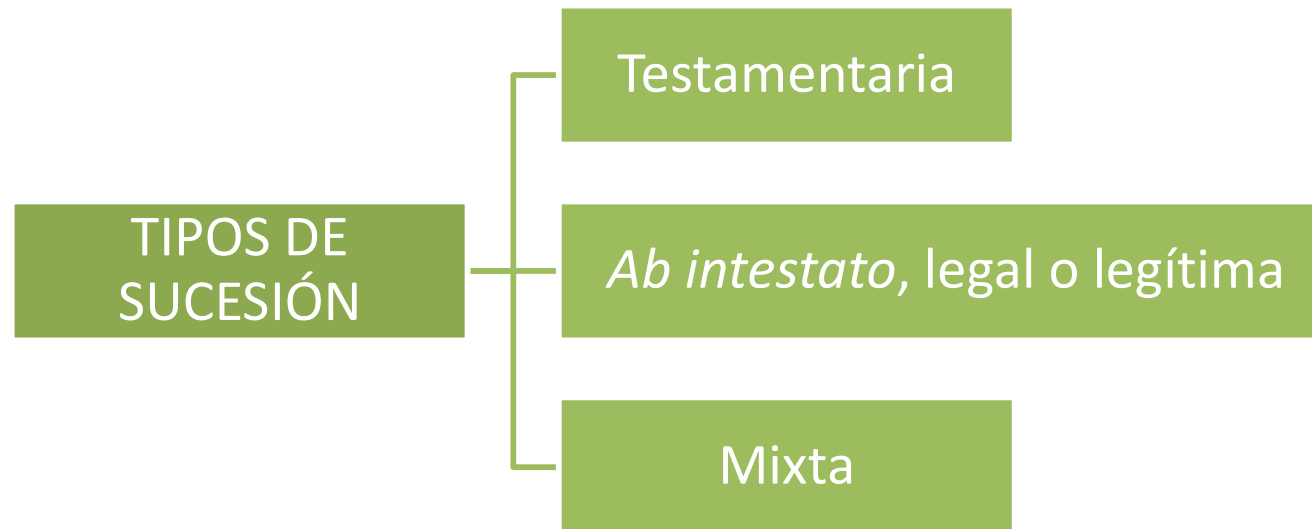 Testamentaria
TIPOS DE
SUCESIÓN
Ab intestato, legal o legítima
Mixta